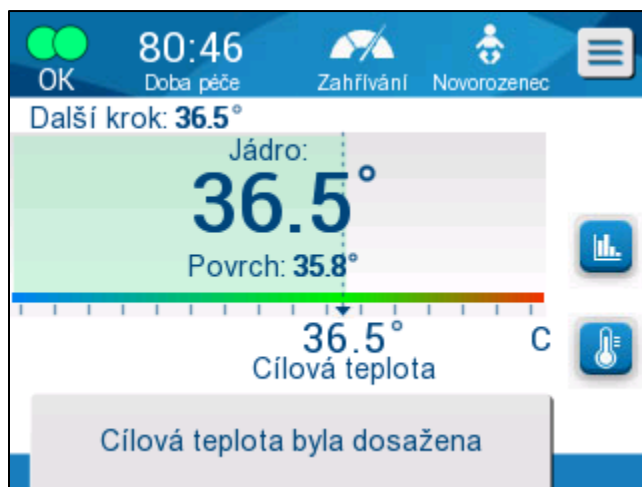 80:46
OK
Doba péče
Zahřívání
Novorozenec
Další krok: 36.5°
Jádro:
36.5°
Povrch: 35.8°
36.5°
C
Cílová teplota
Cílová teplota byla dosažena